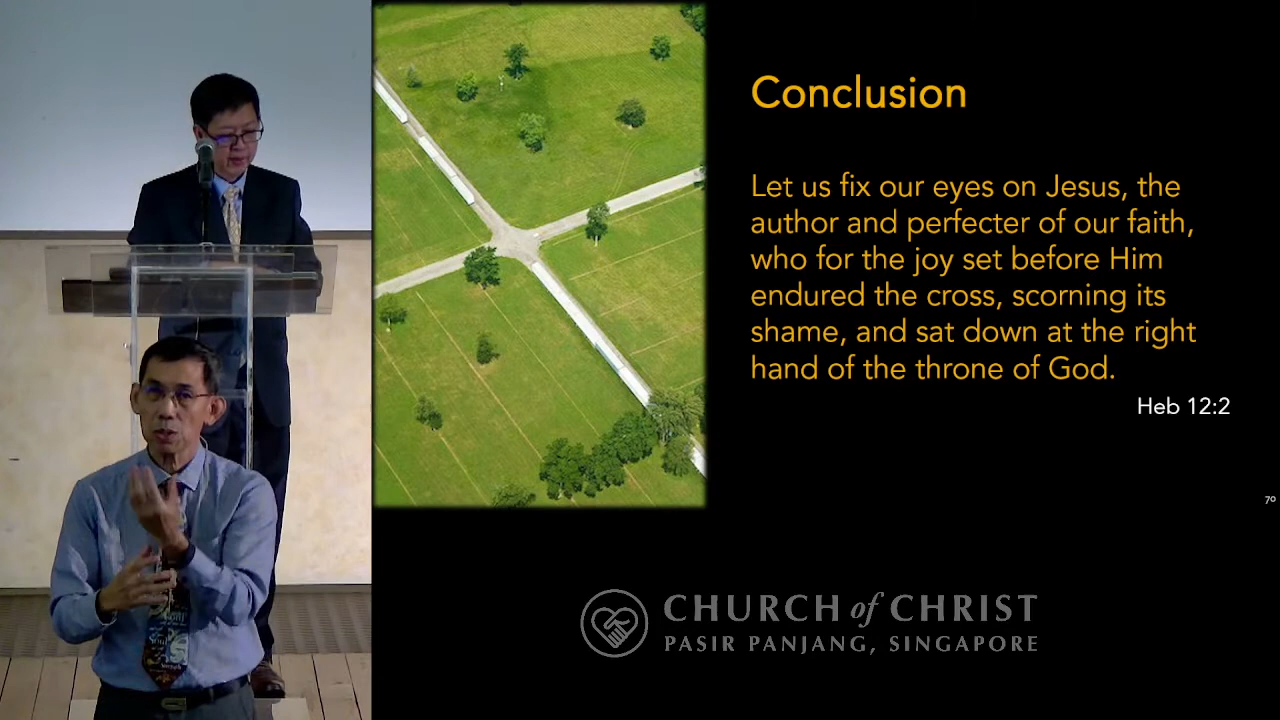 Conclusion
Let us fix our eyes on Jesus, the
author and perfecter of our faith,
who for the joy set before Him
endured the cross, scorning its
shame, and sat down at the right
hand of the throne of God.
Heb 12:2
70
CHURCH of CHRIST
PASIR PANJANG, SINGAPORE